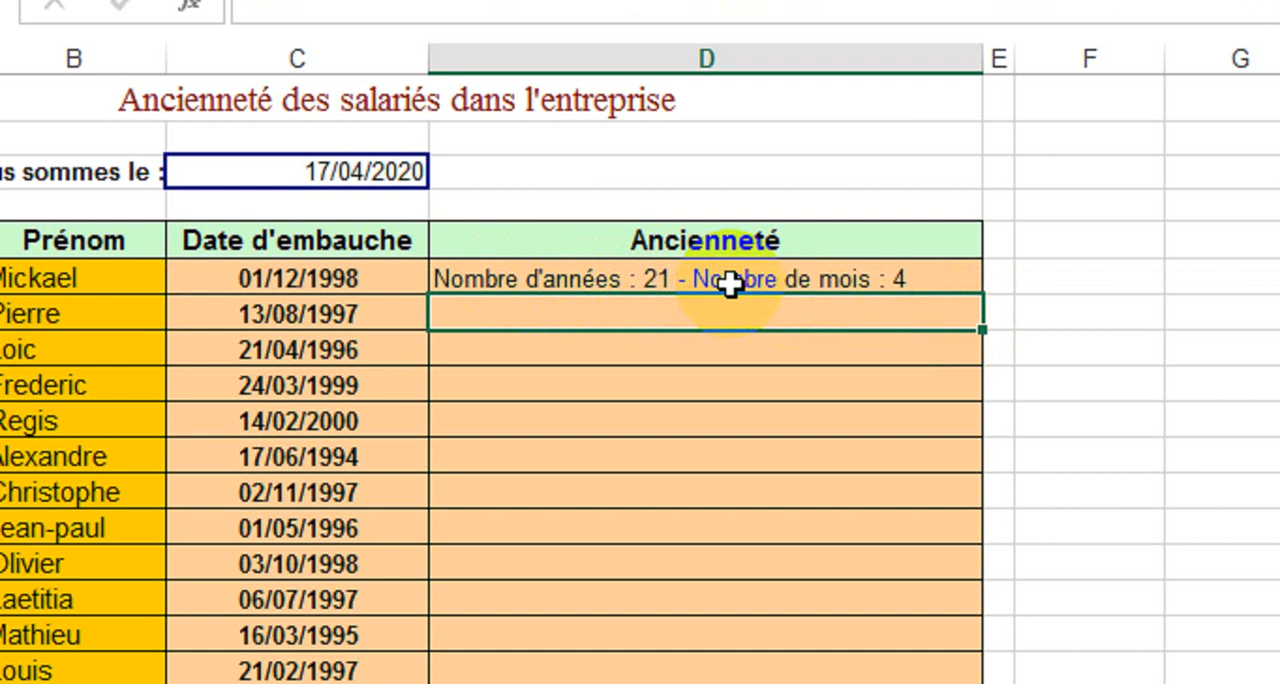 fx
B C D E F G
Ancienneté des salariés dans l'entreprise
sommes le : 17/04/2020
Prénom Date d'embauche Ancienneté
Mickael 01/12/1998 Nombre d'années : 21 - Nombre de mois : 4
Pierre 13/08/1997
Loic 21/04/1996
Frederic 24/03/1999
Regis 14/02/2000
Alexandre 17/06/1994
Christophe 02/11/1997
Jean-paul 01/05/1996
Olivier 03/10/1998
Laetitia 06/07/1997
Mathieu 16/03/1995
Louis 21/02/1997